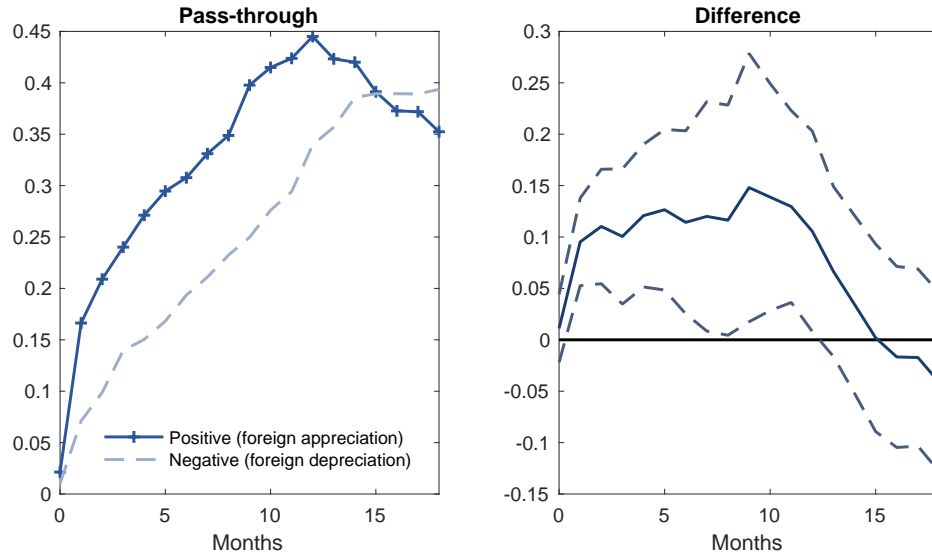 Pass-through
0.45
0.4
0.35
0.3
0.25
0.2
0.15
0.1
0.05
0
Positive (foreign appreciation)
Negative (foreign depreciation)
0 5 10 15
Months
Difference
0.3
0.25
0.2
0.15
0.1
0.05
0
-0.05
-0.1
-0.15
0 5 10 15
Months